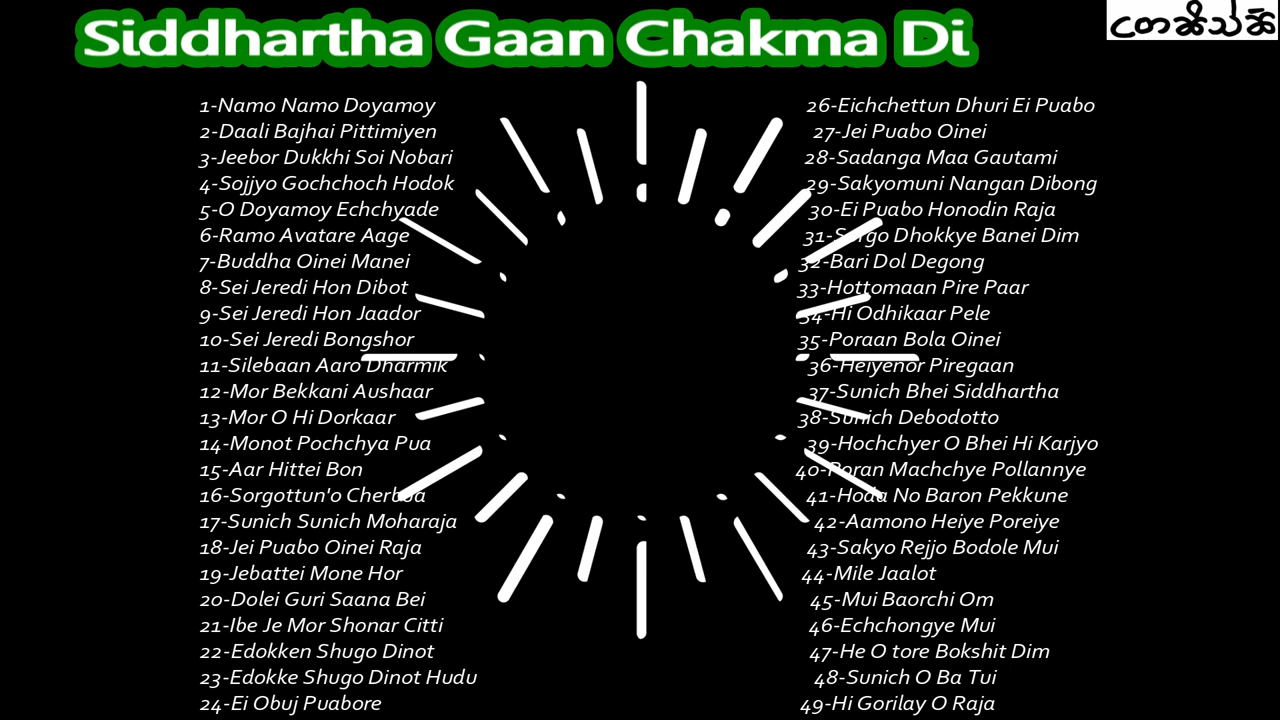 Siddhartha Gaan Chakma Di
1-Namo Namo Doyamoy
2-Daali Bajhai Pittimiyen
3-Jeebor Dukkhi Soi Nobari
4-Sojjyo Gochchoch Hodok
5-O Doyamoy Echchyade
6-Ramo Avatare Aage
7-Buddha Oinei Manei
8-Sei Jeredi Hon Dibot
9-Sei Jeredi Hon Jaador
10-Sei Jeredi Bongshor
11-Silebaan Aaro Dharmik
12-Mor Bekkani Aushaar
13-Mor O Hi Dorkaar
14-Monot Pochchya Pua
15-Aar Hittei Bon
16-Sorgottun'o Cherbba
17-Sunich Sunich Moharaja
18-Jei Puabo Oinei Raja
19-Jebattei Mone Hor
20-Dolei Guri Saana Bei
21-Ibe Je Mor Shonar Citti
22-Edokken Shugo Dinot
23-Edokke Shugo Dinot Hudu
24-Ei Obuj Puabore
26-Eichchettun Dhuri Ei Puabo
27-Jei Puabo Oinei
28-Sadanga Maa Gautami
29-Sakyomuni Nangan Dibong
30-Ei Puabo Honodin Raja
31-Sorgo Dhokkye Banei Dim
32-Bari Dol Degong
33-Hottomaan Pire Paar
34-Hi Odhikaar Pele
35-Poraan Bola Oinei
36-Heiyenor Piregaan
37-Sunich Bhei Siddhartha
38-Sunich Debodotto
39-Hochchyer O Bhei Hi Karjyo
40-Poran Machchye Pollannye
41-Hoda No Baron Pekkune
42-Aamono Heiye Poreiye
43-Sakyo Rejjo Bodole Mui
44-Mile Jaalot
45-Mui Baorchi Om
46-Echchongye Mui
47-He O tore Bokshit Dim
48-Sunich O Ba Tui
49-Hi Gorilay O Raja